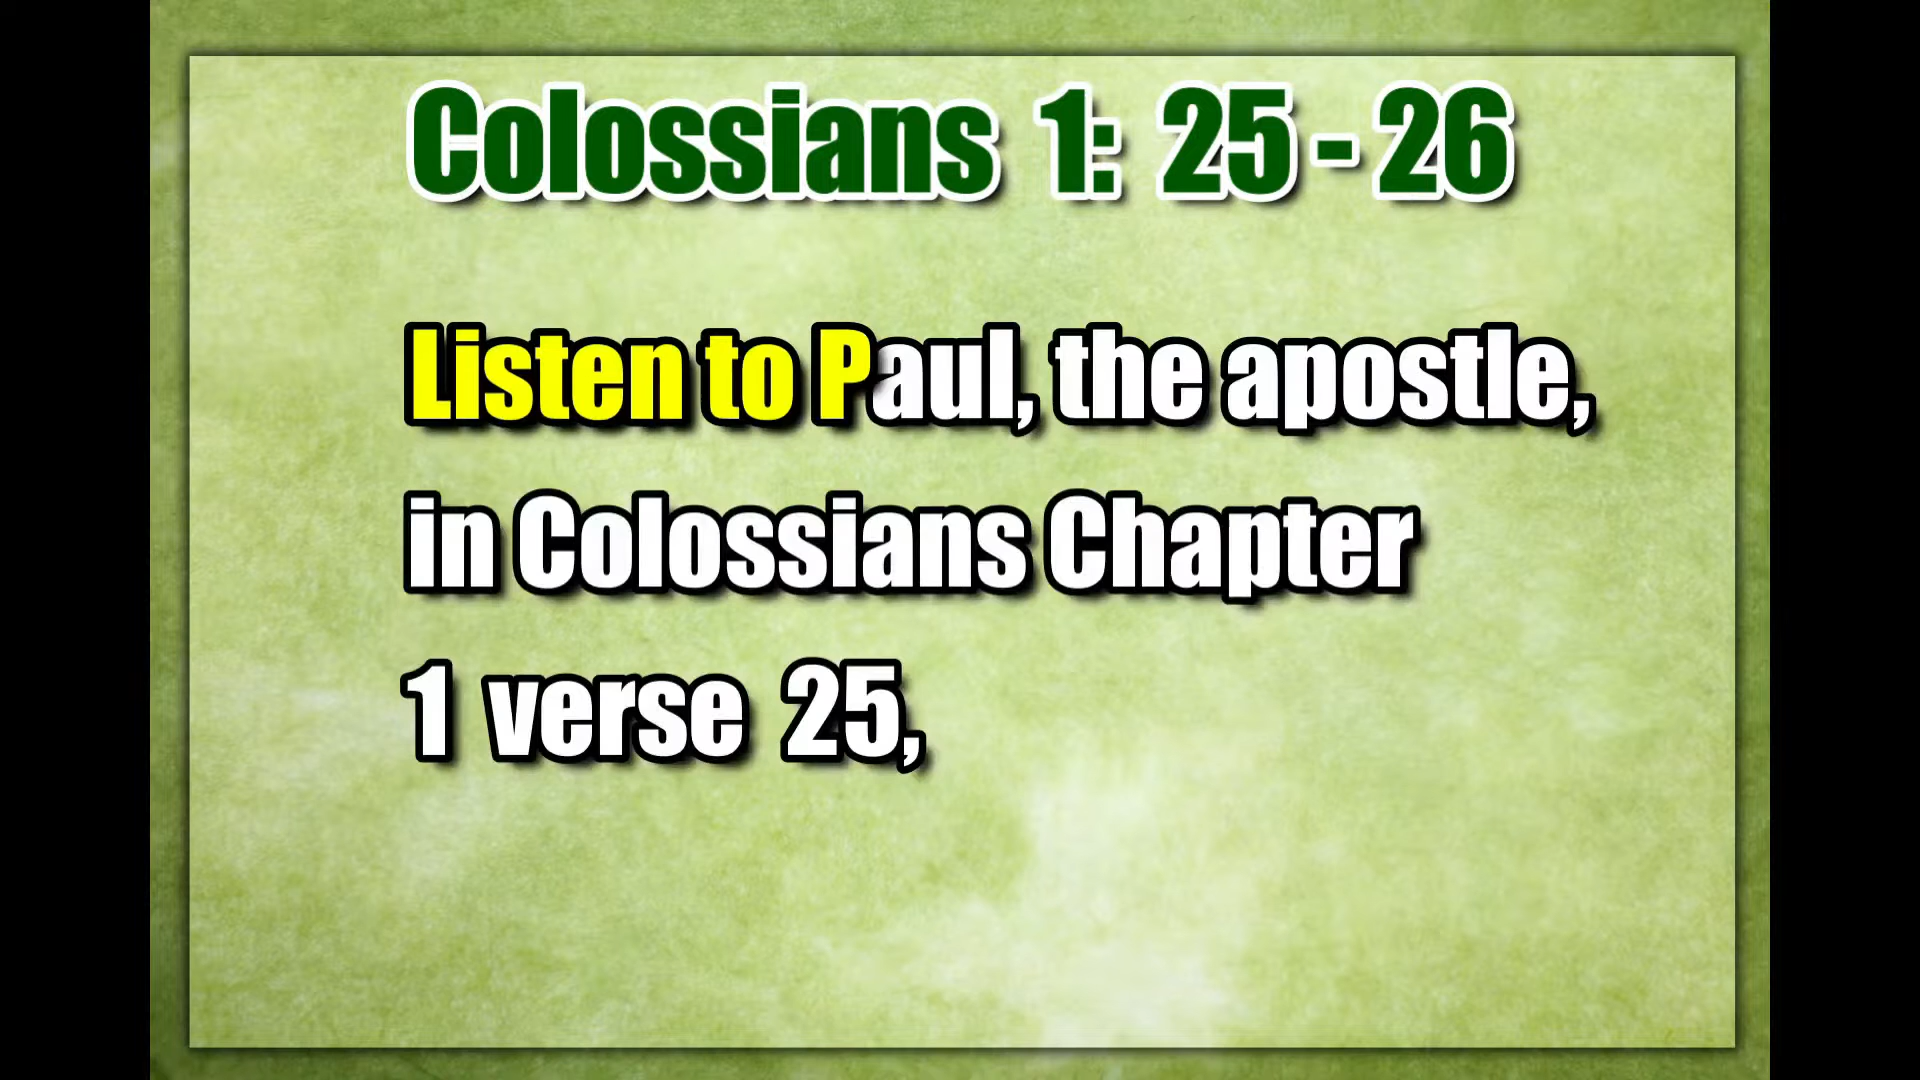 Colossians 1: 25 - 26
Listen to Paul, the apostle,
in Colossians Chapter
1 verse 25,